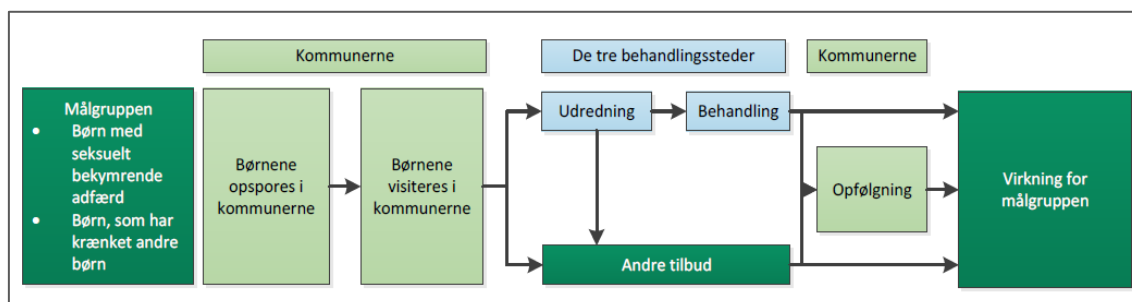 Kommunerne
De tre behandlingssteder
Kommunerne
Målgruppen
• Børn med
seksuelt
bekymrende
adfærd
• Børn, som har
krænket andre
børn
Børnene
opspores i
kommunerne
Børnene
visiteres i
kommunerne
Udredning
Behandling
Opfølgning
Andre tilbud
Virkning for
målgruppen